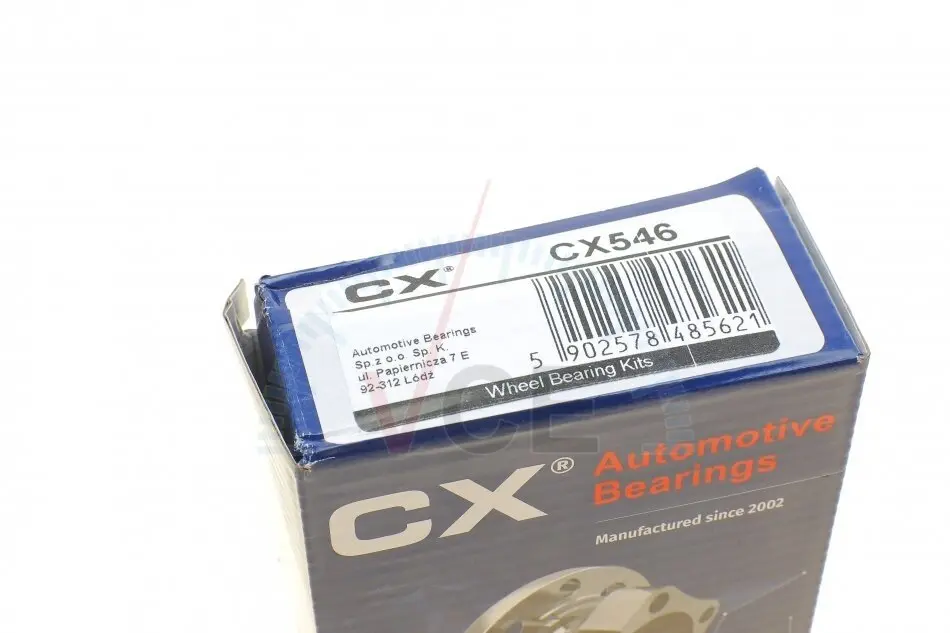 CX®
CX546
Automotive Bearings
Sp.z o.o. Sp. K.
ul. Papiernicza 7 E
92-312 Łódź
5 902578 485621
Wheel Bearing Kits
VCE
CX®
Automotive
Bearings
Manufactured since 2002